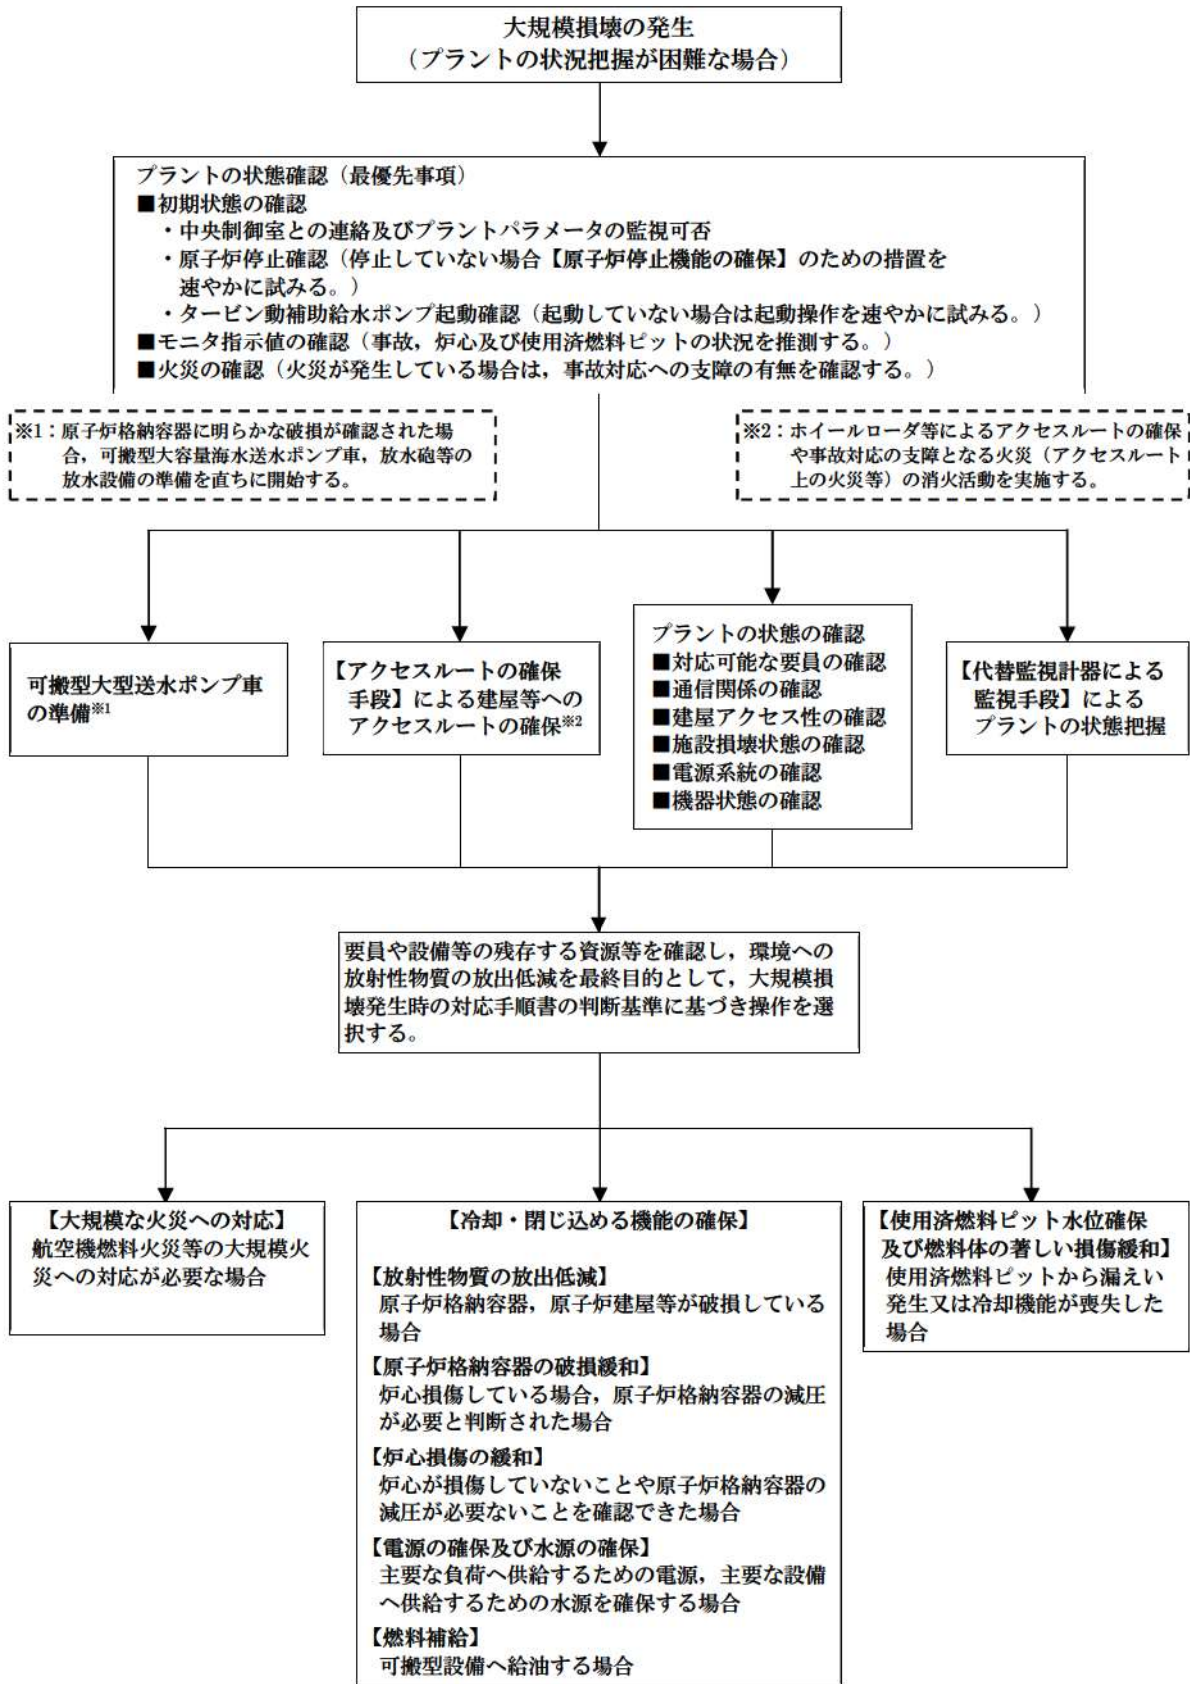 大規模損壊の発生
（プラントの状況把握が困難な場合）
プラントの状態確認（最優先事項）
■初期状態の確認
・中央制御室との連絡及びプラントパラメータの監視可否
・原子炉停止確認（停止していない場合【原子炉停止機能の確保】のための措置を
速やかに試みる。）
・タービン動補助給水ポンプ起動確認（起動していない場合は起動操作を速やかに試みる。）
■モニタ指示値の確認（事故，炉心及び使用済燃料ピットの状況を推測する。）
■火災の確認（火災が発生している場合は，事故対応への支障の有無を確認する。）
※1：原子炉格納容器に明らかな破損が確認された場
合，可搬型大容量海水送水ポンプ車，放水砲等の
放水設備の準備を直ちに開始する。
※2：ホイールローダ等によるアクセスルートの確保
や事故対応の支障となる火災（アクセスルート
上の火災等）の消火活動を実施する。
可搬型大型送水ポンプ車
の準備※1
【アクセスルートの確保
手段】による建屋等への
アクセスルートの確保※2
プラントの状態の確認
■対応可能な要員の確認
■通信関係の確認
■建屋アクセス性の確認
■施設損壊状態の確認
■電源系統の確認
■機器状態の確認
【代替監視計器による
監視手段】による
プラントの状態把握
要員や設備等の残存する資源等を確認し，環境への
放射性物質の放出低減を最終目的として，大規模損
壊発生時の対応手順書の判断基準に基づき操作を選
択する。
【大規模な火災への対応】
航空機燃料火災等の大規模火
災への対応が必要な場合
【冷却・閉じ込める機能の確保】
【放射性物質の放出低減】
原子炉格納容器，原子炉建屋等が破損している
場合
【原子炉格納容器の破損緩和】
炉心損傷している場合，原子炉格納容器の減圧
が必要と判断された場合
【炉心損傷の緩和】
炉心が損傷していないことや原子炉格納容器の
減圧が必要ないことを確認できた場合
【電源の確保及び水源の確保】
主要な負荷へ供給するための電源，主要な設備
へ供給するための水源を確保する場合
【燃料補給】
可搬型設備へ給油する場合
【使用済燃料ピット水位確保
及び燃料体の著しい損傷緩和】
使用済燃料ピットから漏えい
発生又は冷却機能が喪失した
場合